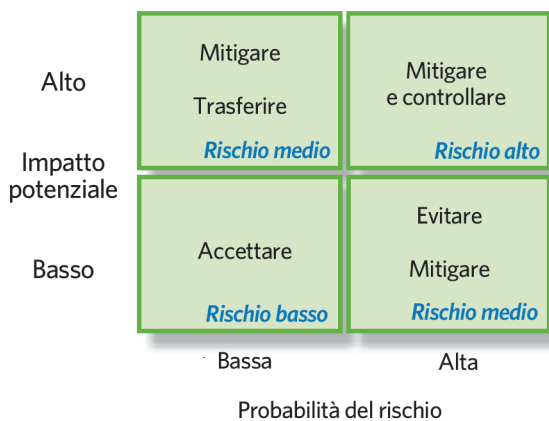 Alto
Mitigare
Trasferire
Rischio medio
Mitigare
e controllare
Rischio alto
Impatto
potenziale
Basso
Accettare
Rischio basso
Evitare
Mitigare
Rischio medio
Bassa
Alta
Probabilità del rischio